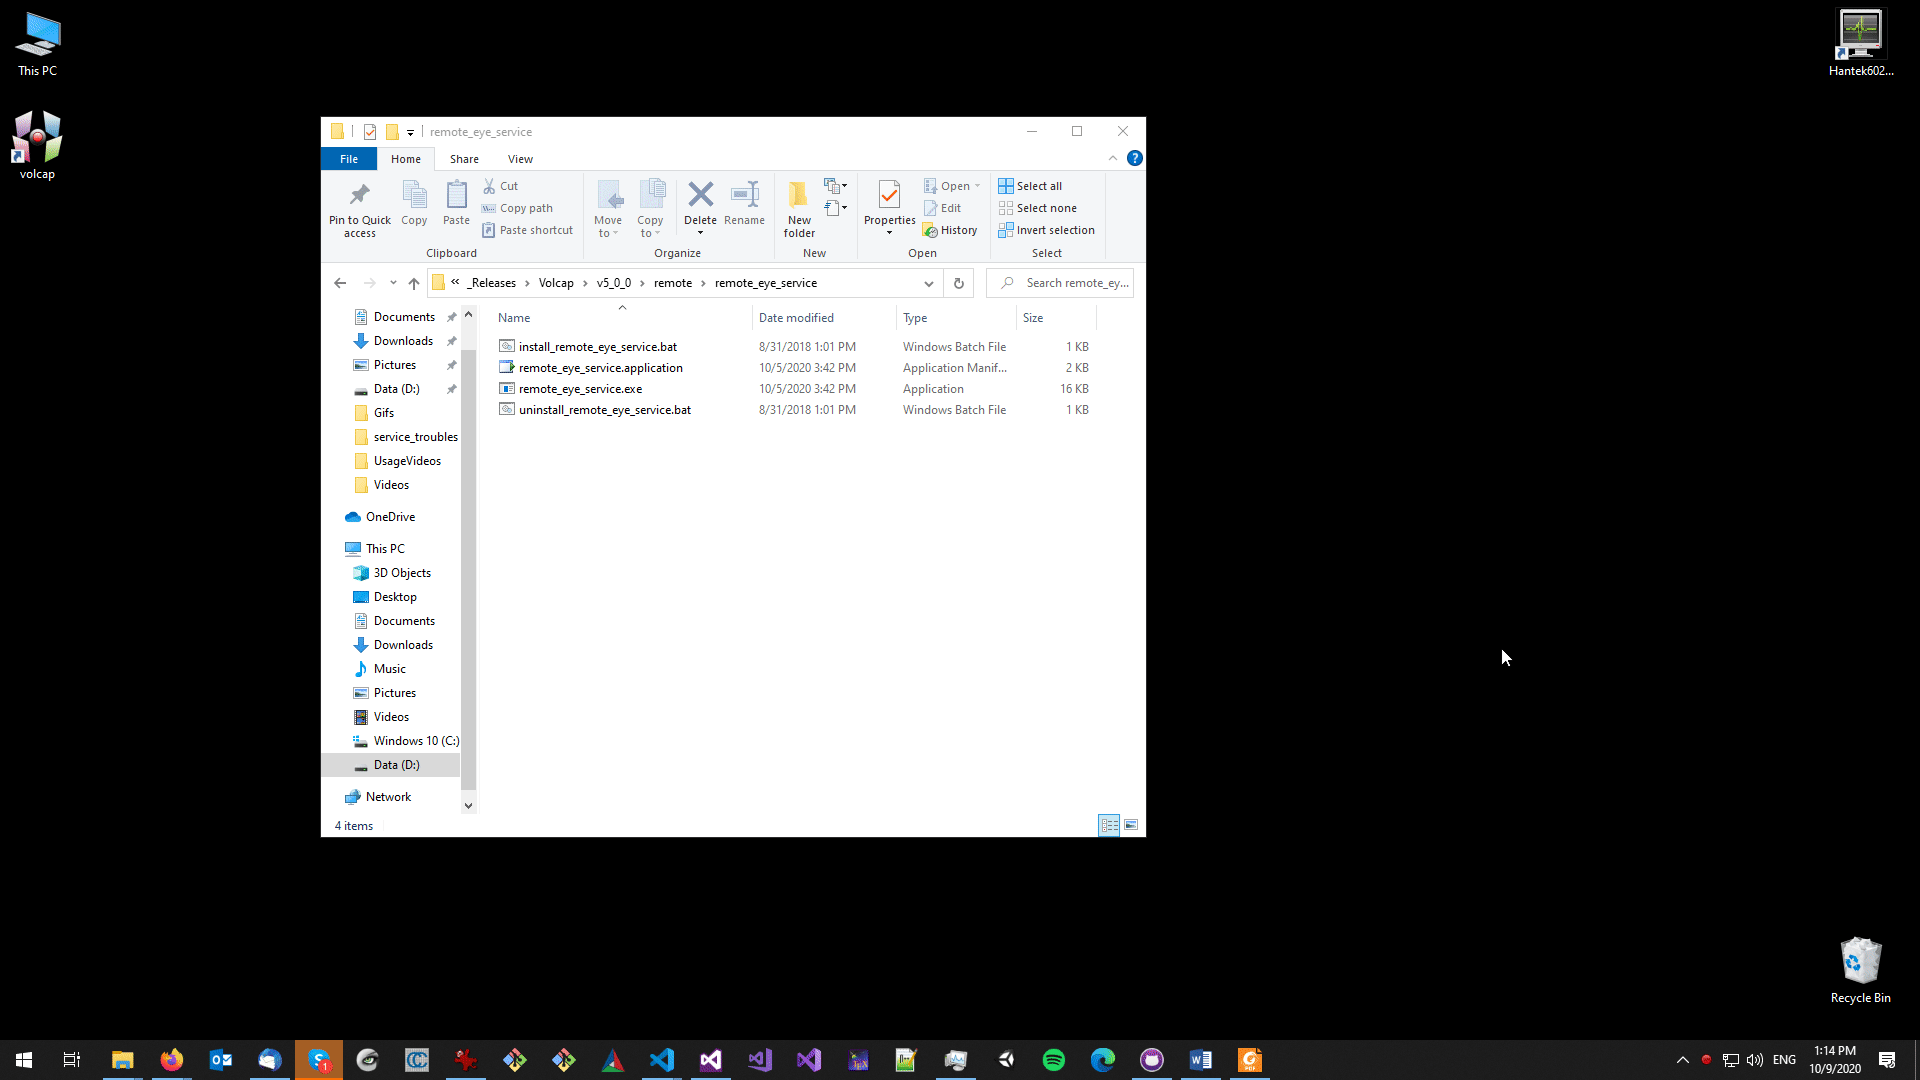 This PC
volcap
Hantek602...
Recycle Bin
remote_eye_service
File Home Share View
Pin to Quick access
Copy
Paste
Cut
Copy path
Paste shortcut
Clipboard
Move to
Copy to
Delete
Rename
Organize
New folder
New
Properties
Open
Edit
History
Open
Select all
Select none
Invert selection
Select
« _Releases › Volcap › v5_0_0 › remote › remote_eye_service
Search remote_ey...
Documents
Downloads
Pictures
Data (D:)
Gifs
service_troubles
UsageVideos
Videos
OneDrive
This PC
3D Objects
Desktop
Documents
Downloads
Music
Pictures
Videos
Windows 10 (C:)
Data (D:)
Network
Name Date modified Type Size
install_remote_eye_service.bat 8/31/2018 1:01 PM Windows Batch File 1 KB
remote_eye_service.application 10/5/2020 3:42 PM Application Manif... 2 KB
remote_eye_service.exe 10/5/2020 3:42 PM Application 16 KB
uninstall_remote_eye_service.bat 8/31/2018 1:01 PM Windows Batch File 1 KB
4 items
ENG
1:14 PM
10/9/2020